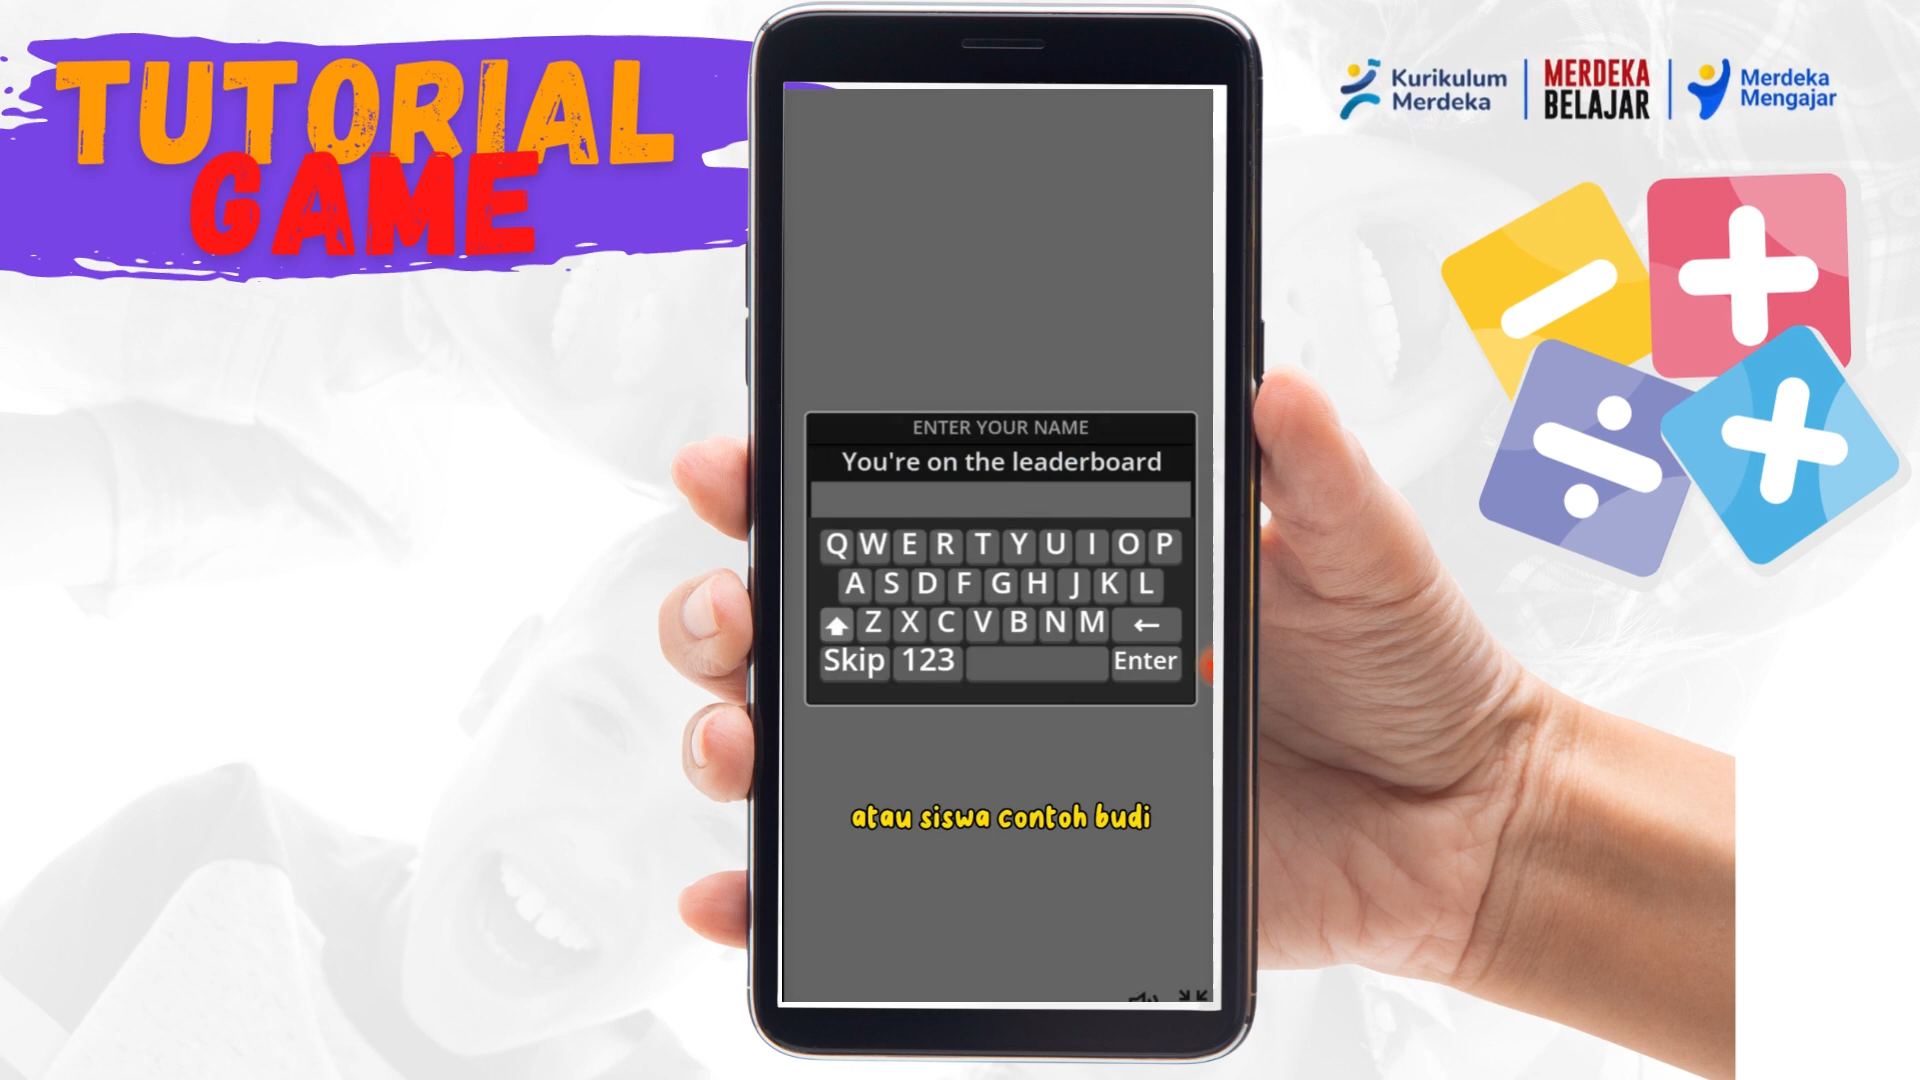 TUTORIAL
GAME
Kurikulum
Merdeka
MERDEKA
BELAJAR
Merdeka
Mengajar
ENTER YOUR NAME
You're on the leaderboard
Q W E R T Y U I O P
A S D F G H J K L
Z X C V B N M ←
Skip 123 Enter
atau siswa contoh budi